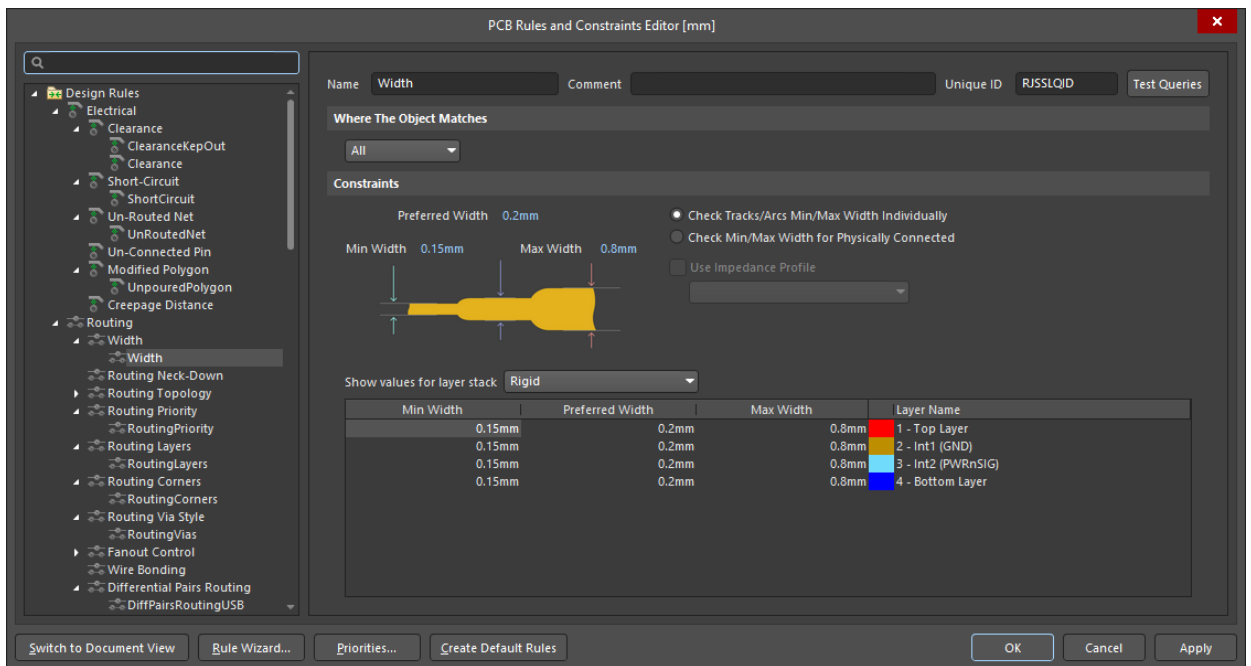 PCB Rules and Constraints Editor [mm]
Design Rules
Electrical
Clearance
ClearanceKepOut
Clearance
Short-Circuit
ShortCircuit
Un-Routed Net
UnRoutedNet
Un-Connected Pin
Modified Polygon
UnpouredPolygon
Creepage Distance
Routing
Width
Width
Routing Neck-Down
Routing Topology
Routing Priority
RoutingPriority
Routing Layers
RoutingLayers
Routing Corners
RoutingCorners
Routing Via Style
RoutingVias
Fanout Control
Wire Bonding
Differential Pairs Routing
DiffPairsRoutingUSB
Name Width Comment Unique ID RJSSLQID Test Queries
Where The Object Matches
All
Constraints
Preferred Width 0.2mm
Min Width 0.15mm Max Width 0.8mm
Check Tracks/Arcs Min/Max Width Individually
Check Min/Max Width for Physically Connected
Use Impedance Profile
Show values for layer stack Rigid
Min Width Preferred Width Max Width Layer Name
0.15mm 0.2mm 0.8mm 1 - Top Layer
0.15mm 0.2mm 0.8mm 2 - Int1 (GND)
0.15mm 0.2mm 0.8mm 3 - Int2 (PWRnSIG)
0.15mm 0.2mm 0.8mm 4 - Bottom Layer
Switch to Document View Rule Wizard... Priorities... Create Default Rules OK Cancel Apply